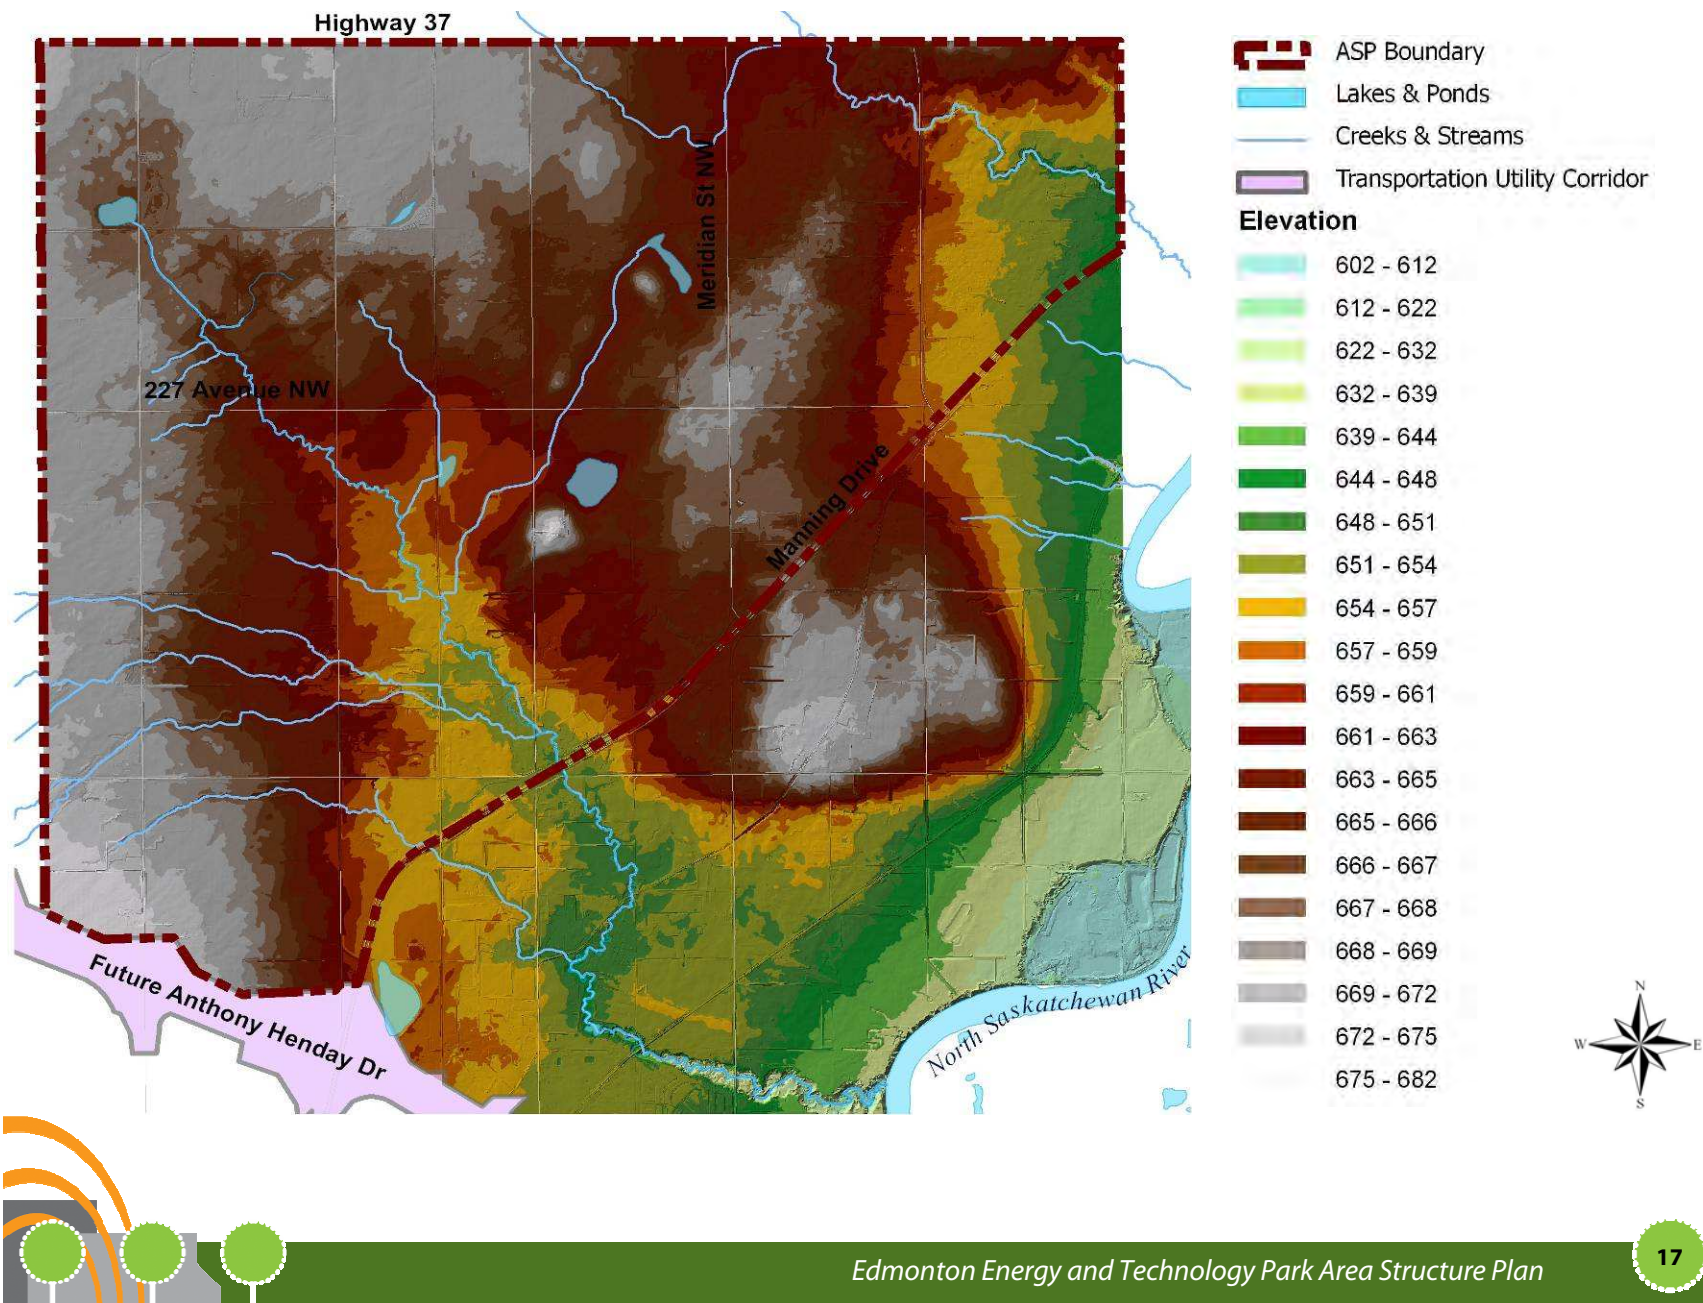 Highway 37
Meridian St NW
227 Avenue NW
Manning Drive
Future Anthony Henday Dr
North Saskatchewan River
ASP Boundary
Lakes & Ponds
Creeks & Streams
Transportation Utility Corridor
Elevation
602 - 612
612 - 622
622 - 632
632 - 639
639 - 644
644 - 648
648 - 651
651 - 654
654 - 657
657 - 659
659 - 661
661 - 663
663 - 665
665 - 666
666 - 667
667 - 668
668 - 669
669 - 672
672 - 675
675 - 682
N
W E
S
Edmonton Energy and Technology Park Area Structure Plan
17